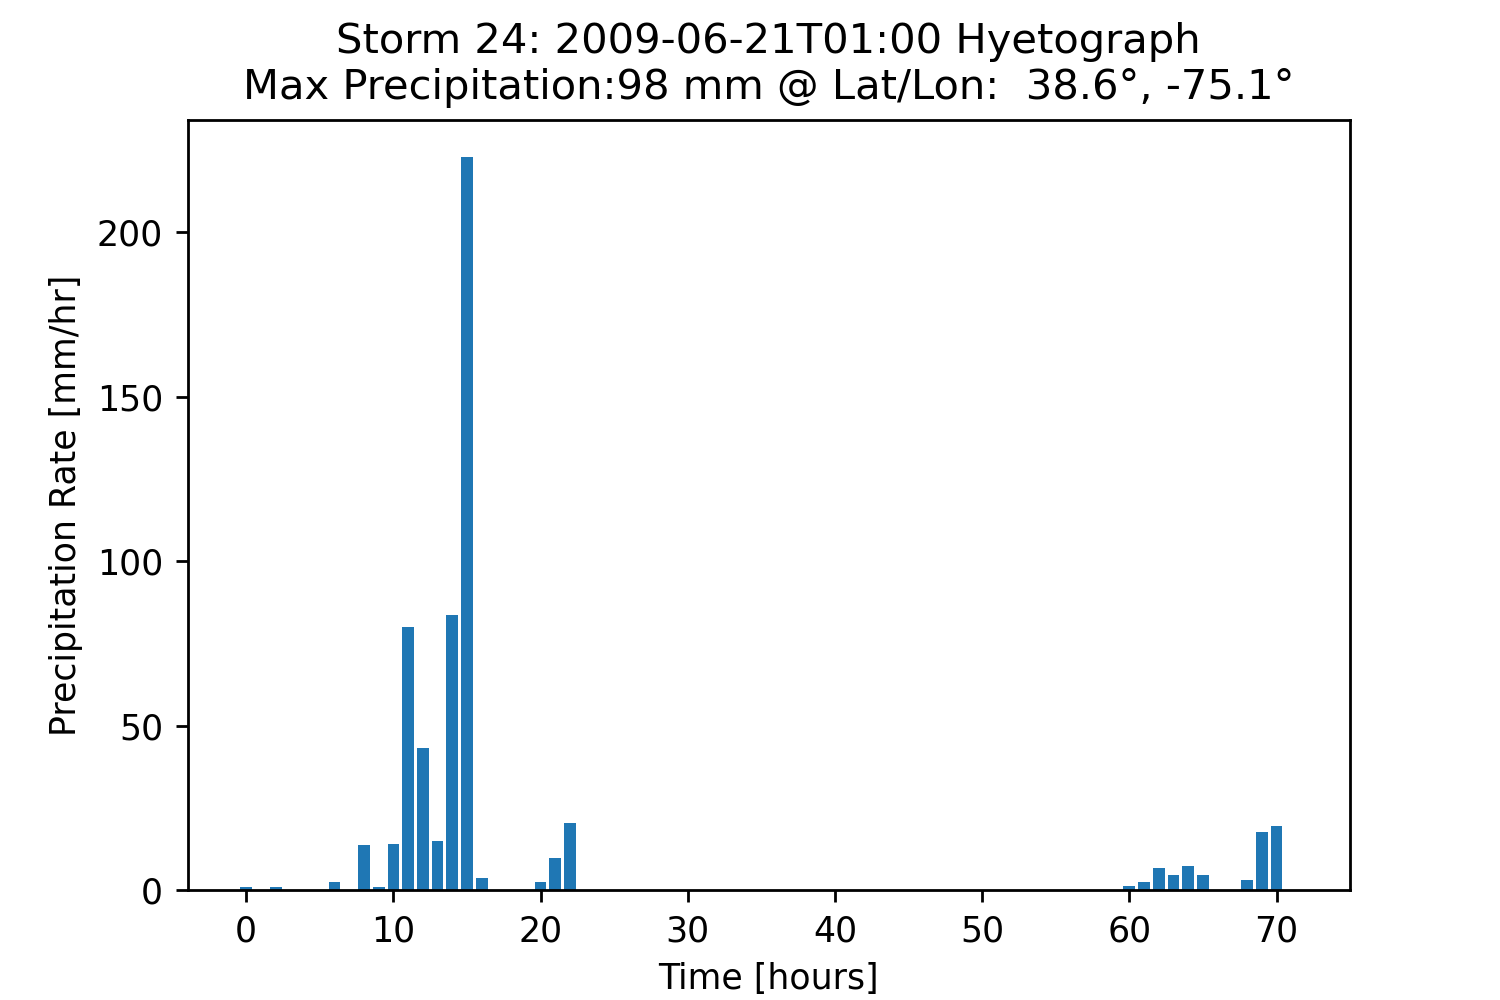 Storm 24: 2009-06-21T01:00 Hyetograph
Max Precipitation:98 mm @ Lat/Lon:  38.6°, -75.1°
Precipitation Rate [mm/hr]
200
150
100
50
0
0 10 20 30 40 50 60 70
Time [hours]